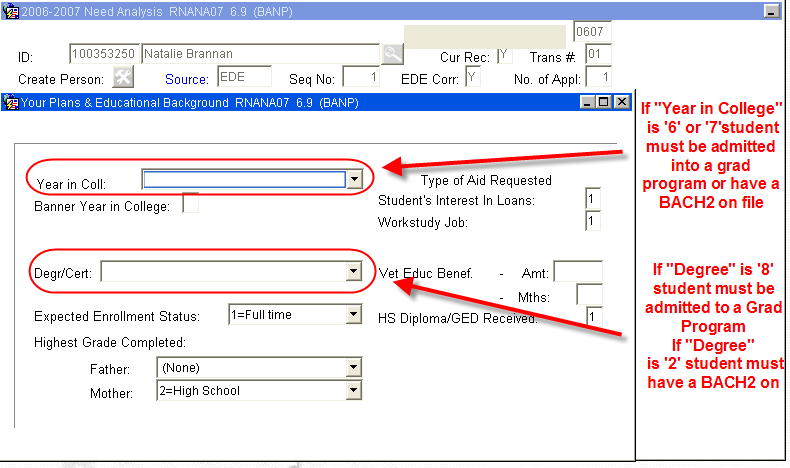 2006-2007 Need Analysis RNANA07 6.9 (BANP)
0607
ID: 100353250 Natalie Brannan Cur Rec: Y Trans #: 01
Create Person: Source: EDE Seq No: 1 EDE Corr: Y No. of Appl: 1
Your Plans & Educational Background RNANA07 6.9 (BANP)
Year in Coll:
Banner Year in College:
Type of Aid Requested
Student's Interest In Loans: 1
Workstudy Job: 1
Degr/Cert:
Vet Educ Benef. - Amt:
- Mths:
Expected Enrollment Status: 1=Full time
HS Diploma/GED Received: 1
Highest Grade Completed:
Father: (None)
Mother: 2=High School
If "Year in College"
is '6' or '7'student
must be admitted
into a grad
program or have a
BACH2 on file
If "Degree" is '8'
student must be
admitted to a Grad
Program
If "Degree"
is '2' student must
have a BACH2 on